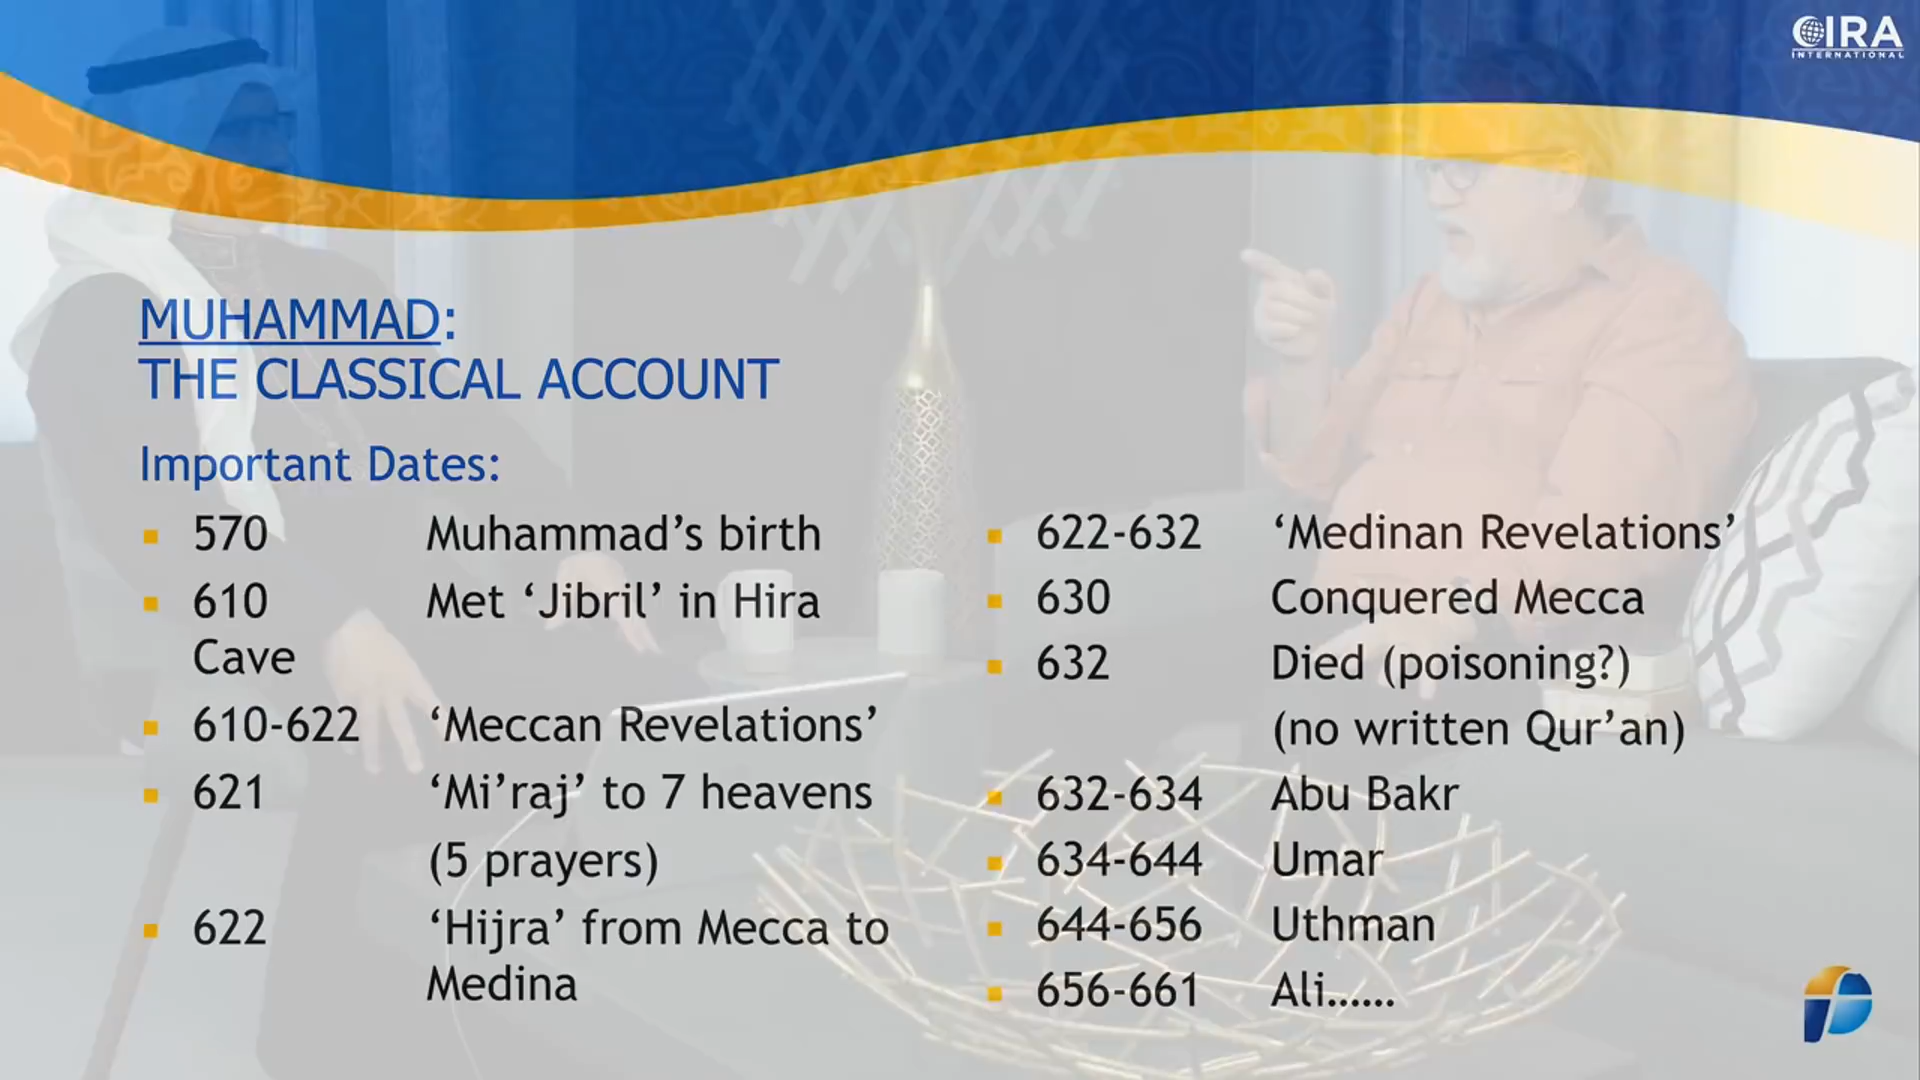 CIRA
INTERNATIONAL
MUHAMMAD:
THE CLASSICAL ACCOUNT
Important Dates:
570 Muhammad’s birth
610 Met ‘Jibril’ in Hira
Cave
610-622 ‘Meccan Revelations’
621 ‘Mi’raj’ to 7 heavens
(5 prayers)
622 ‘Hijra’ from Mecca to
Medina
622-632 ‘Medinan Revelations’
630 Conquered Mecca
632 Died (poisoning?)
(no written Qur’an)
632-634 Abu Bakr
634-644 Umar
644-656 Uthman
656-661 Ali……